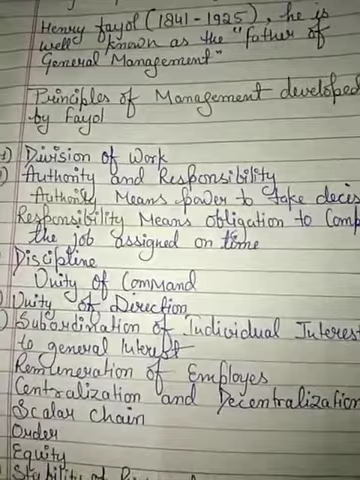 Henry fayol (1841-1925), he is
well known as the "father of
General Management"
Principles of Management developed
by Fayol
Division of Work
Authority and Responsibility
Authority Means power to take decis
Responsibility Means obligation to Comp
the job assigned on time
Discipline
Unity of Command
Unity of Direction
Subordination of Individual Interest
to general Interest
Remuneration of Employes
Centralization and Decentralization
Scalar Chain
Order
Equity
Stability of